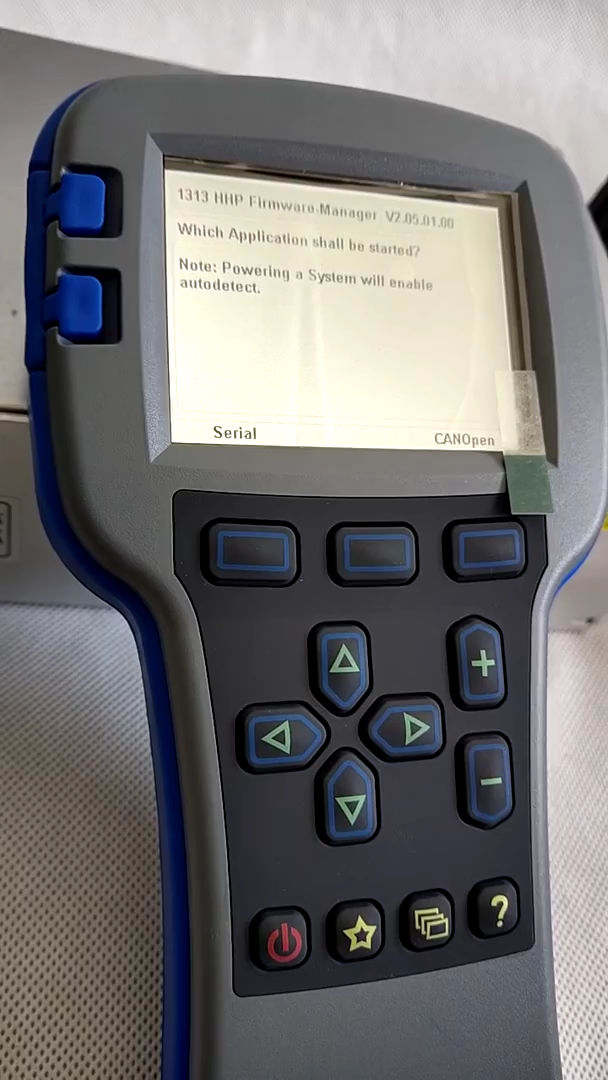 1313 HHP Firmware-Manager V2.05.01.00
Which Application shall be started?
Note: Powering a System will enable
autodetect.
Serial CANOpen
+
-
?